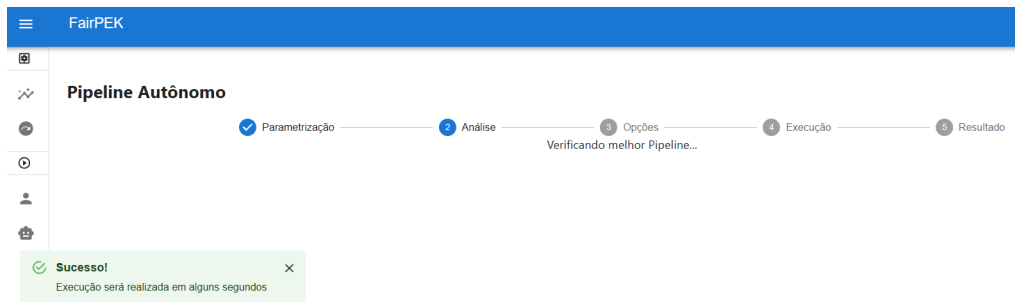 FairPEK
Pipeline Autônomo
Parametrização
2 Análise
3 Opções
4 Execução
5 Resultado
Verificando melhor Pipeline...
Sucesso!
Execução será realizada em alguns segundos